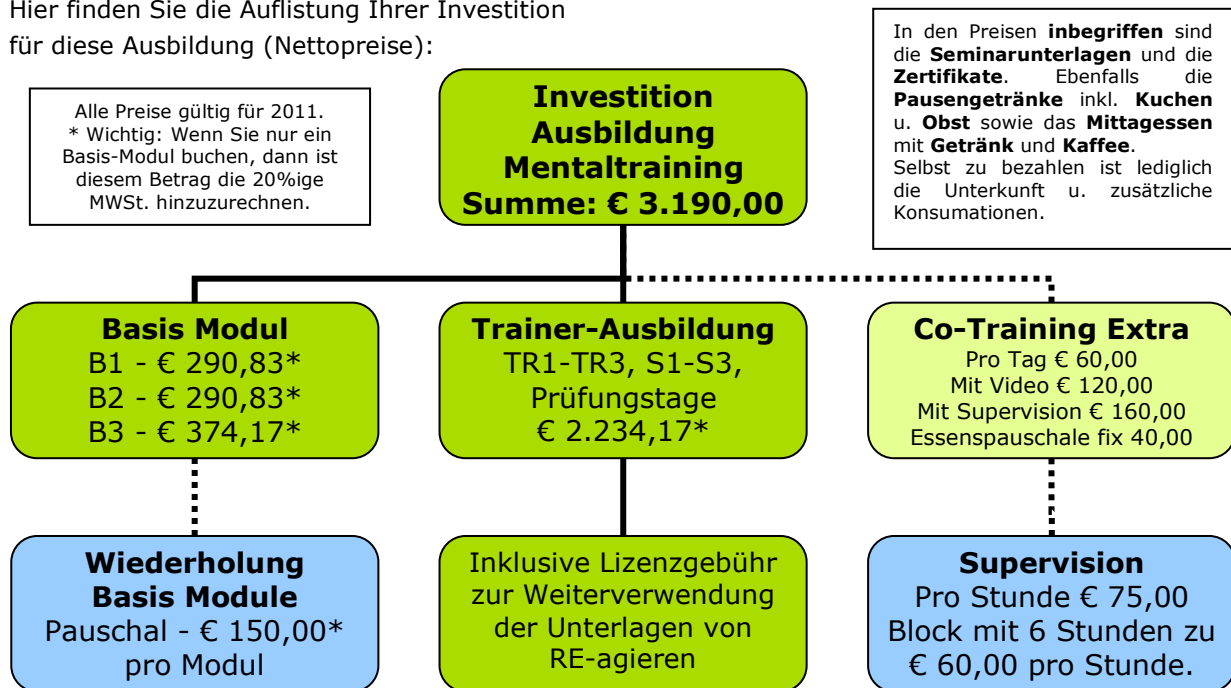 Hier finden Sie die Auflistung Ihrer Investition
für diese Ausbildung (Nettopreise):
Alle Preise gültig für 2011.
* Wichtig: Wenn Sie nur ein
Basis-Modul buchen, dann ist
diesem Betrag die 20%ige
MWSt. hinzuzurechnen.
Investition
Ausbildung
Mentaltraining
Summe: € 3.190,00
In den Preisen inbegriffen sind
die Seminarunterlagen und die
Zertifikate. Ebenfalls die
Pausengetränke inkl. Kuchen
u. Obst sowie das Mittagessen
mit Getränk und Kaffee.
Selbst zu bezahlen ist lediglich
die Unterkunft u. zusätzliche
Konsumationen.
Basis Modul
B1 - € 290,83*
B2 - € 290,83*
B3 - € 374,17*
Trainer-Ausbildung
TR1-TR3, S1-S3,
Prüfungstage
€ 2.234,17*
Co-Training Extra
Pro Tag € 60,00
Mit Video € 120,00
Mit Supervision € 160,00
Essenspauschale fix 40,00
Wiederholung
Basis Module
Pauschal - € 150,00*
pro Modul
Inklusive Lizenzgebühr
zur Weiterverwendung
der Unterlagen von
RE-agieren
Supervision
Pro Stunde € 75,00
Block mit 6 Stunden zu
€ 60,00 pro Stunde.